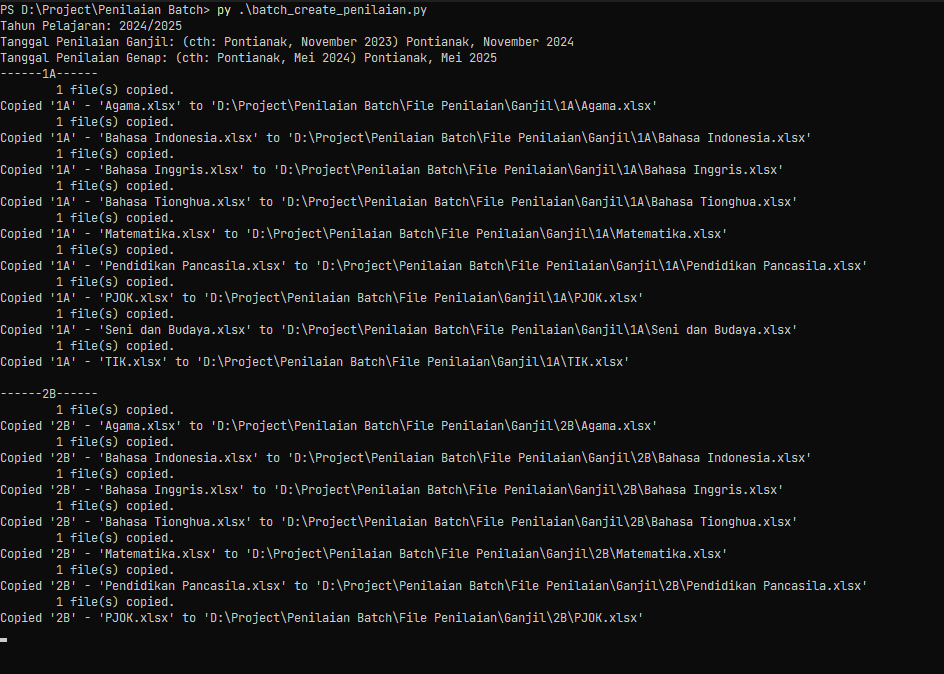 PS D:\Project\Penilaian Batch> py .\batch_create_penilaian.py
Tahun Pelajaran: 2024/2025
Tanggal Penilaian Ganjil: (cth: Pontianak, November 2023) Pontianak, November 2024
Tanggal Penilaian Genap: (cth: Pontianak, Mei 2024) Pontianak, Mei 2025
------1A------
        1 file(s) copied.
Copied '1A' - 'Agama.xlsx' to 'D:\Project\Penilaian Batch\File Penilaian\Ganjil\1A\Agama.xlsx'
        1 file(s) copied.
Copied '1A' - 'Bahasa Indonesia.xlsx' to 'D:\Project\Penilaian Batch\File Penilaian\Ganjil\1A\Bahasa Indonesia.xlsx'
        1 file(s) copied.
Copied '1A' - 'Bahasa Inggris.xlsx' to 'D:\Project\Penilaian Batch\File Penilaian\Ganjil\1A\Bahasa Inggris.xlsx'
        1 file(s) copied.
Copied '1A' - 'Bahasa Tionghua.xlsx' to 'D:\Project\Penilaian Batch\File Penilaian\Ganjil\1A\Bahasa Tionghua.xlsx'
        1 file(s) copied.
Copied '1A' - 'Matematika.xlsx' to 'D:\Project\Penilaian Batch\File Penilaian\Ganjil\1A\Matematika.xlsx'
        1 file(s) copied.
Copied '1A' - 'Pendidikan Pancasila.xlsx' to 'D:\Project\Penilaian Batch\File Penilaian\Ganjil\1A\Pendidikan Pancasila.xlsx'
        1 file(s) copied.
Copied '1A' - 'PJOK.xlsx' to 'D:\Project\Penilaian Batch\File Penilaian\Ganjil\1A\PJOK.xlsx'
        1 file(s) copied.
Copied '1A' - 'Seni dan Budaya.xlsx' to 'D:\Project\Penilaian Batch\File Penilaian\Ganjil\1A\Seni dan Budaya.xlsx'
        1 file(s) copied.
Copied '1A' - 'TIK.xlsx' to 'D:\Project\Penilaian Batch\File Penilaian\Ganjil\1A\TIK.xlsx'

------2B------
        1 file(s) copied.
Copied '2B' - 'Agama.xlsx' to 'D:\Project\Penilaian Batch\File Penilaian\Ganjil\2B\Agama.xlsx'
        1 file(s) copied.
Copied '2B' - 'Bahasa Indonesia.xlsx' to 'D:\Project\Penilaian Batch\File Penilaian\Ganjil\2B\Bahasa Indonesia.xlsx'
        1 file(s) copied.
Copied '2B' - 'Bahasa Inggris.xlsx' to 'D:\Project\Penilaian Batch\File Penilaian\Ganjil\2B\Bahasa Inggris.xlsx'
        1 file(s) copied.
Copied '2B' - 'Bahasa Tionghua.xlsx' to 'D:\Project\Penilaian Batch\File Penilaian\Ganjil\2B\Bahasa Tionghua.xlsx'
        1 file(s) copied.
Copied '2B' - 'Matematika.xlsx' to 'D:\Project\Penilaian Batch\File Penilaian\Ganjil\2B\Matematika.xlsx'
        1 file(s) copied.
Copied '2B' - 'Pendidikan Pancasila.xlsx' to 'D:\Project\Penilaian Batch\File Penilaian\Ganjil\2B\Pendidikan Pancasila.xlsx'
        1 file(s) copied.
Copied '2B' - 'PJOK.xlsx' to 'D:\Project\Penilaian Batch\File Penilaian\Ganjil\2B\PJOK.xlsx'